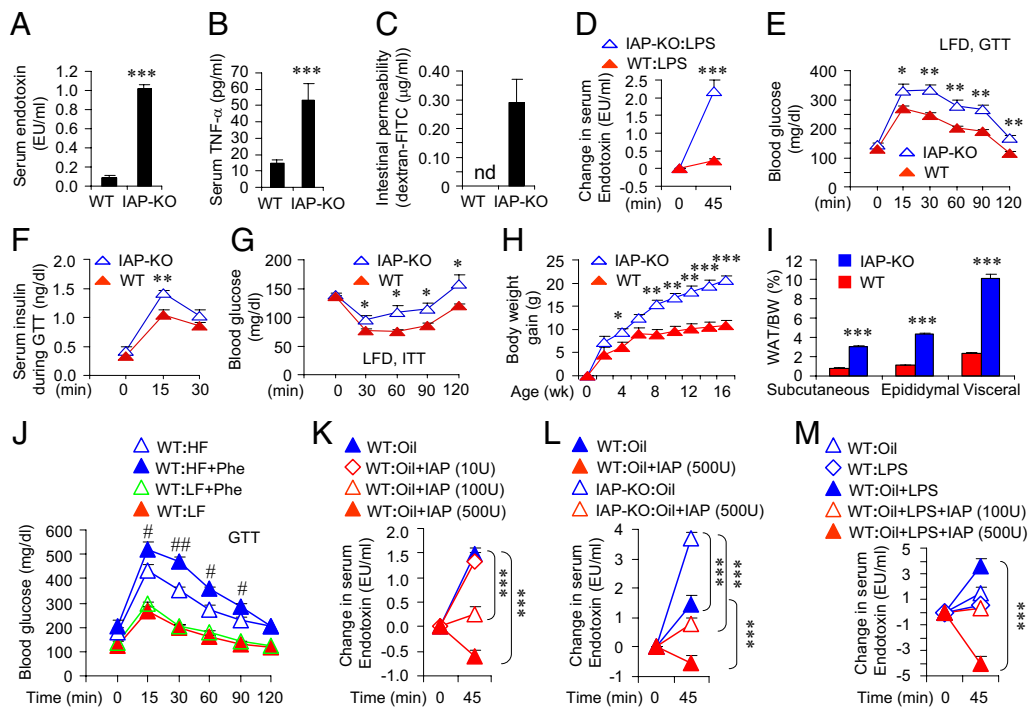 A
Serum endotoxin
(EU/ml)
1.2
1.0
0.8
0.6
0.4
0.2
0.0
***
WT IAP-KO
B
Serum TNF-α (pg/ml)
70
60
50
40
30
20
10
0
***
WT IAP-KO
C
Intestinal permeability
(dextran-FITC (µg/ml))
0.40
0.30
0.20
0.10
0.00
nd
WT IAP-KO
D
IAP-KO:LPS
WT:LPS
Change in serum
Endotoxin (EU/ml)
2.5
2.0
1.5
1.0
0.5
0
-0.5
***
(min) 0 45
E
LFD, GTT
Blood glucose
(mg/dl)
400
300
200
100
0
* ** ** ** **
IAP-KO
WT
(min) 0 15 30 60 90 120
F
IAP-KO
WT
Serum insulin
during GTT (ng/dl)
2.0
1.5
1.0
0.5
0.0
**
(min) 0 15 30
G
IAP-KO
WT
Blood glucose
(mg/dl)
200
150
100
50
0
* * * *
LFD, ITT
(min) 0 30 60 90 120
H
IAP-KO
WT
Body weight
gain (g)
25
20
15
10
5
0
* ** ** ** *** ***
Age (wk) 0 4 8 12 16
I
IAP-KO
WT
WAT/BW (%)
12
10
8
6
4
2
0
*** *** ***
Subcutaneous Epididymal Visceral
J
WT:HF
WT:HF+Phe
WT:LF+Phe
WT:LF
GTT
Blood glucose (mg/dl)
600
500
400
300
200
100
0
# ## # #
Time (min) 0 15 30 60 90 120
K
WT:Oil
WT:Oil+IAP (10U)
WT:Oil+IAP (100U)
WT:Oil+IAP (500U)
Change in serum
Endotoxin (EU/ml)
2.0
1.5
1.0
0.5
0.0
-0.5
-1.0
***
***
Time (min) 0 45
L
WT:Oil
WT:Oil+IAP (500U)
IAP-KO:Oil
IAP-KO:Oil+IAP (500U)
Change in serum
Endotoxin (EU/ml)
4
3
2
1
0
-1
***
***
***
Time (min) 0 45
M
WT:Oil
WT:LPS
WT:Oil+LPS
WT:Oil+LPS+IAP (100U)
WT:Oil+LPS+IAP (500U)
Change in serum
Endotoxin (EU/ml)
5
3
1
-1
-2
-4
-5
***
Time (min) 0 45